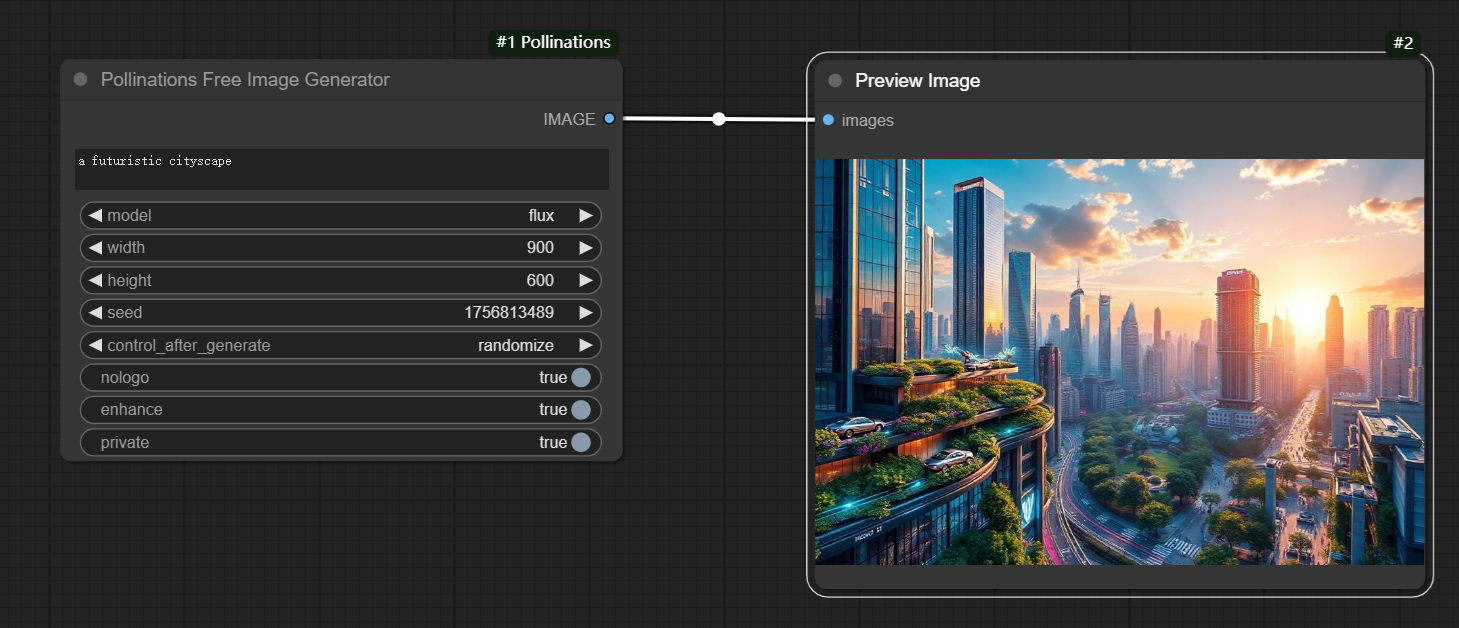 #1 Pollinations
Pollinations Free Image Generator
IMAGE
a futuristic cityscape
model flux
width 900
height 600
seed 1756813489
control_after_generate randomize
nologo true
enhance true
private true
#2
Preview Image
images